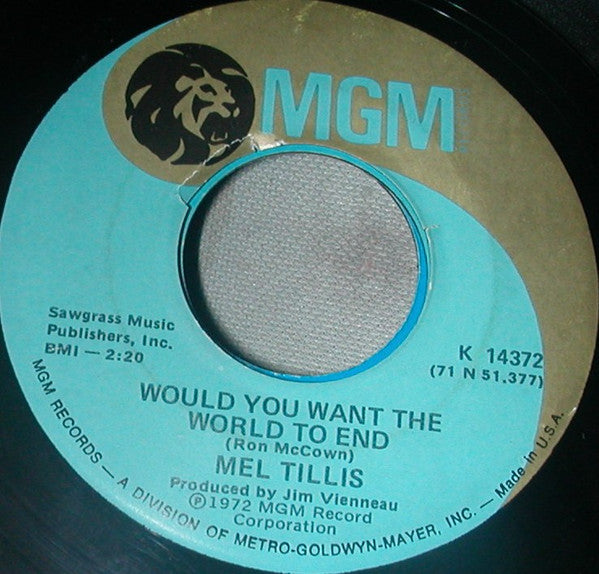 MGM
Sawgrass Music
Publishers, Inc.
BMI — 2:20
K 14372
(71 N 51,377)
WOULD YOU WANT THE
WORLD TO END
(Ron McCown)
MEL TILLIS
Produced by Jim Vienneau
Ⓟ1972 MGM Record
Corporation
MGM RECORDS — A DIVISION OF METRO-GOLDWYN-MAYER, INC. — Made in U.S.A.